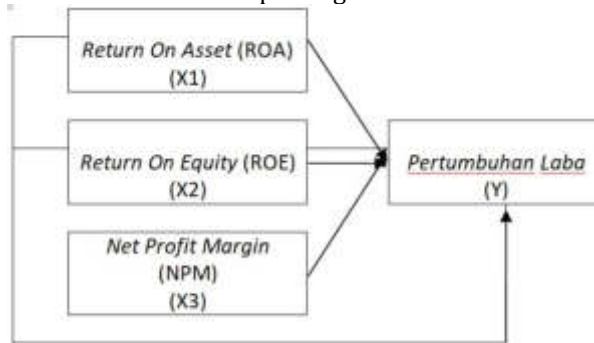 Return On Asset (ROA)
(X1)
Return On Equity (ROE)
(X2)
Pertumbuhan Laba
(Y)
Net Profit Margin
(NPM)
(X3)